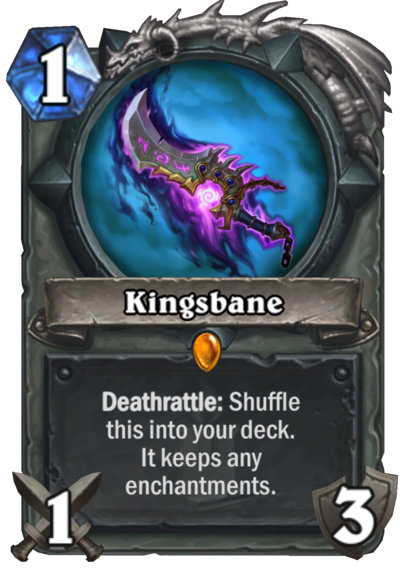 1
Kingsbane
Deathrattle: Shuffle
this into your deck.
It keeps any
enchantments.
1
3